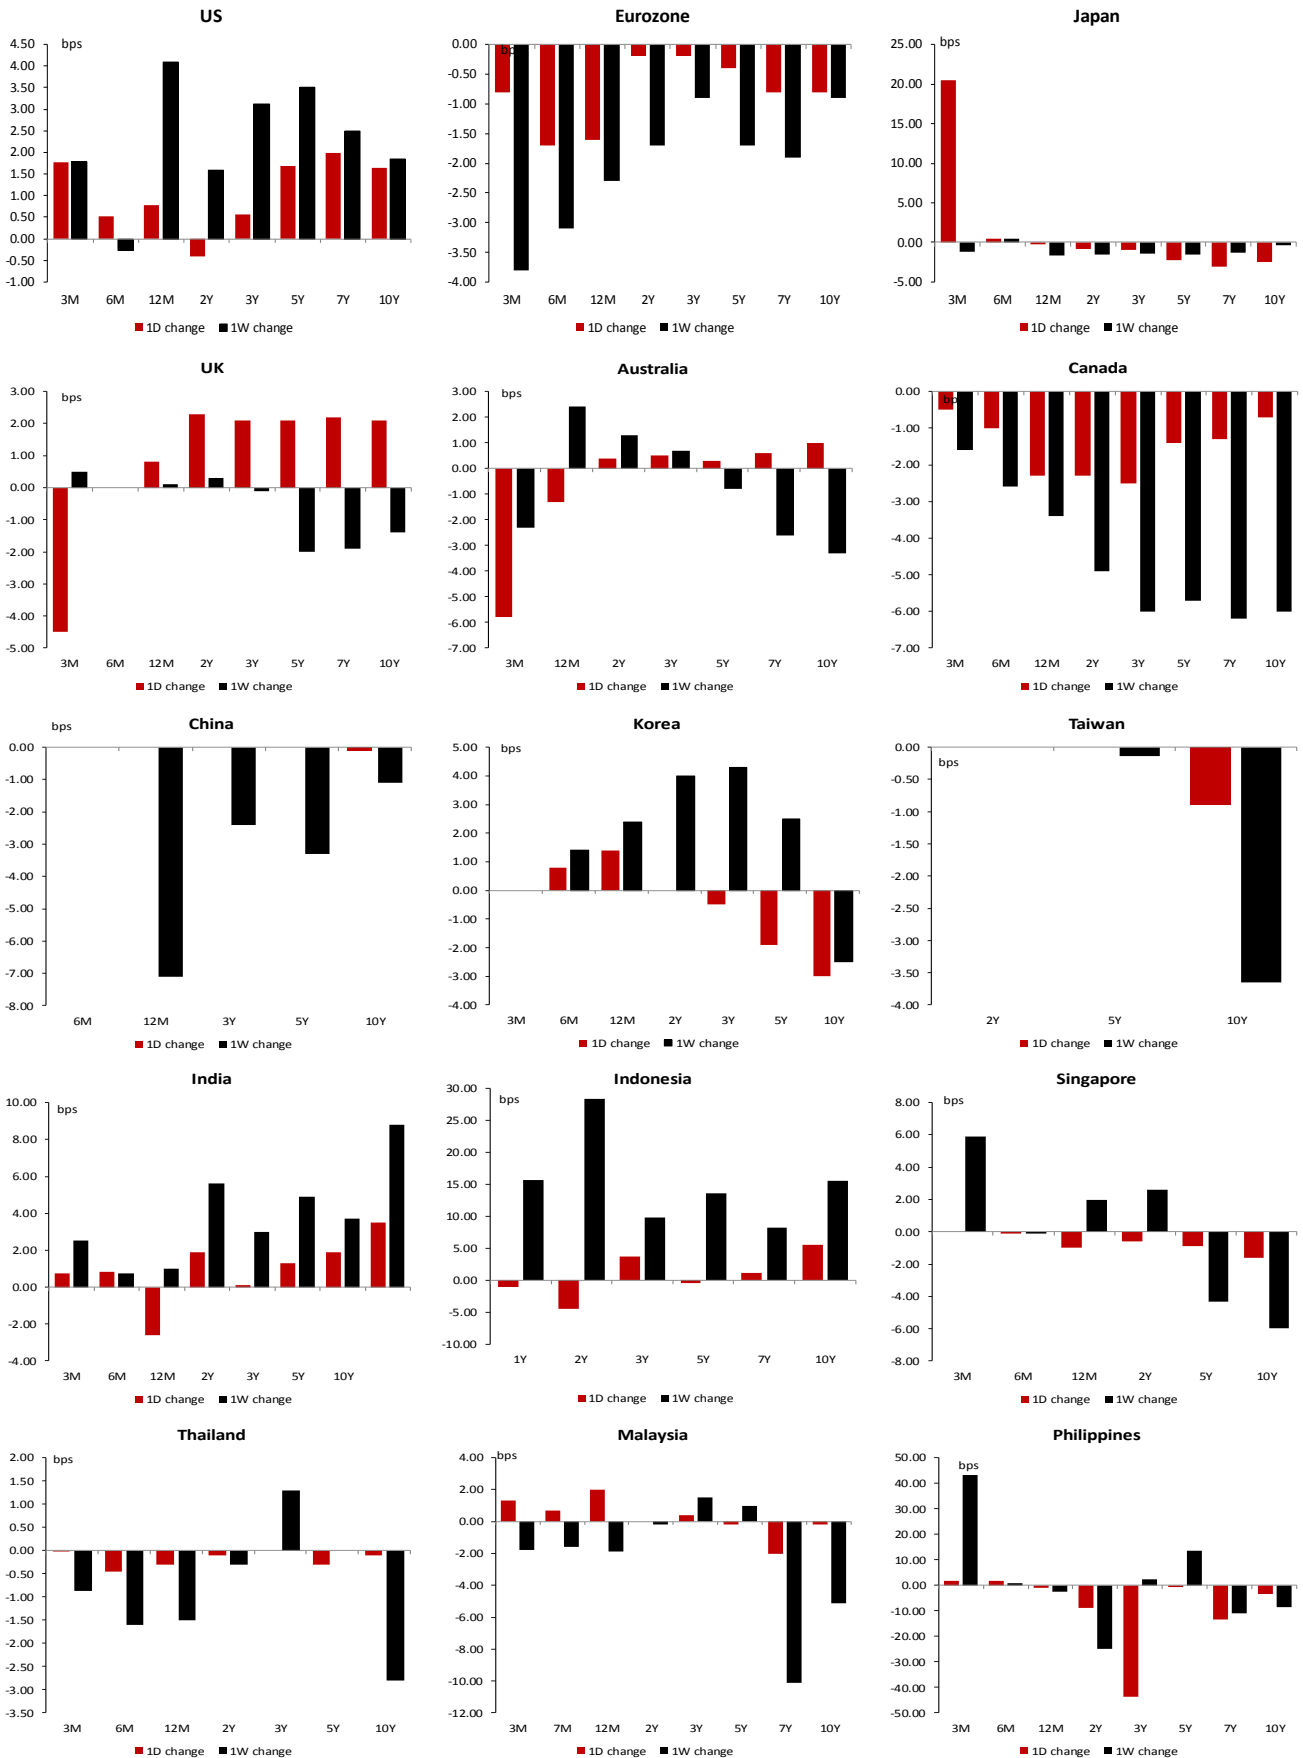 US
bps
4.50
4.00
3.50
3.00
2.50
2.00
1.50
1.00
0.50
0.00
-0.50
-1.00
3M 6M 12M 2Y 3Y 5Y 7Y 10Y
1D change 1W change
Eurozone
bps
0.00
-0.50
-1.00
-1.50
-2.00
-2.50
-3.00
-3.50
-4.00
3M 6M 12M 2Y 3Y 5Y 7Y 10Y
1D change 1W change
Japan
bps
25.00
20.00
15.00
10.00
5.00
0.00
-5.00
3M 6M 12M 2Y 3Y 5Y 7Y 10Y
1D change 1W change
UK
bps
3.00
2.00
1.00
0.00
-1.00
-2.00
-3.00
-4.00
-5.00
3M 6M 12M 2Y 3Y 5Y 7Y 10Y
1D change 1W change
Australia
bps
3.00
2.00
1.00
0.00
-1.00
-2.00
-3.00
-4.00
-5.00
-6.00
-7.00
3M 12M 2Y 3Y 5Y 7Y 10Y
1D change 1W change
Canada
bps
0.00
-1.00
-2.00
-3.00
-4.00
-5.00
-6.00
-7.00
3M 6M 12M 2Y 3Y 5Y 7Y 10Y
1D change 1W change
China
bps
0.00
-1.00
-2.00
-3.00
-4.00
-5.00
-6.00
-7.00
-8.00
6M 12M 3Y 5Y 10Y
1D change 1W change
Korea
bps
5.00
4.00
3.00
2.00
1.00
0.00
-1.00
-2.00
-3.00
-4.00
3M 6M 12M 2Y 3Y 5Y 10Y
1D change 1W change
Taiwan
bps
0.00
-0.50
-1.00
-1.50
-2.00
-2.50
-3.00
-3.50
-4.00
2Y 5Y 10Y
1D change 1W change
India
bps
10.00
8.00
6.00
4.00
2.00
0.00
-2.00
-4.00
3M 6M 12M 2Y 3Y 5Y 10Y
1D change 1W change
Indonesia
bps
30.00
25.00
20.00
15.00
10.00
5.00
0.00
-5.00
-10.00
1Y 2Y 3Y 5Y 7Y 10Y
1D change 1W change
Singapore
bps
8.00
6.00
4.00
2.00
0.00
-2.00
-4.00
-6.00
-8.00
3M 6M 12M 2Y 5Y 10Y
1D change 1W change
Thailand
bps
2.00
1.50
1.00
0.50
0.00
-0.50
-1.00
-1.50
-2.00
-2.50
-3.00
-3.50
3M 6M 12M 2Y 3Y 5Y 10Y
1D change 1W change
Malaysia
bps
4.00
2.00
0.00
-2.00
-4.00
-6.00
-8.00
-10.00
-12.00
3M 7M 12M 2Y 3Y 5Y 7Y 10Y
1D change 1W change
Philippines
bps
50.00
40.00
30.00
20.00
10.00
0.00
-10.00
-20.00
-30.00
-40.00
-50.00
3M 6M 12M 2Y 3Y 5Y 7Y 10Y
1D change 1W change